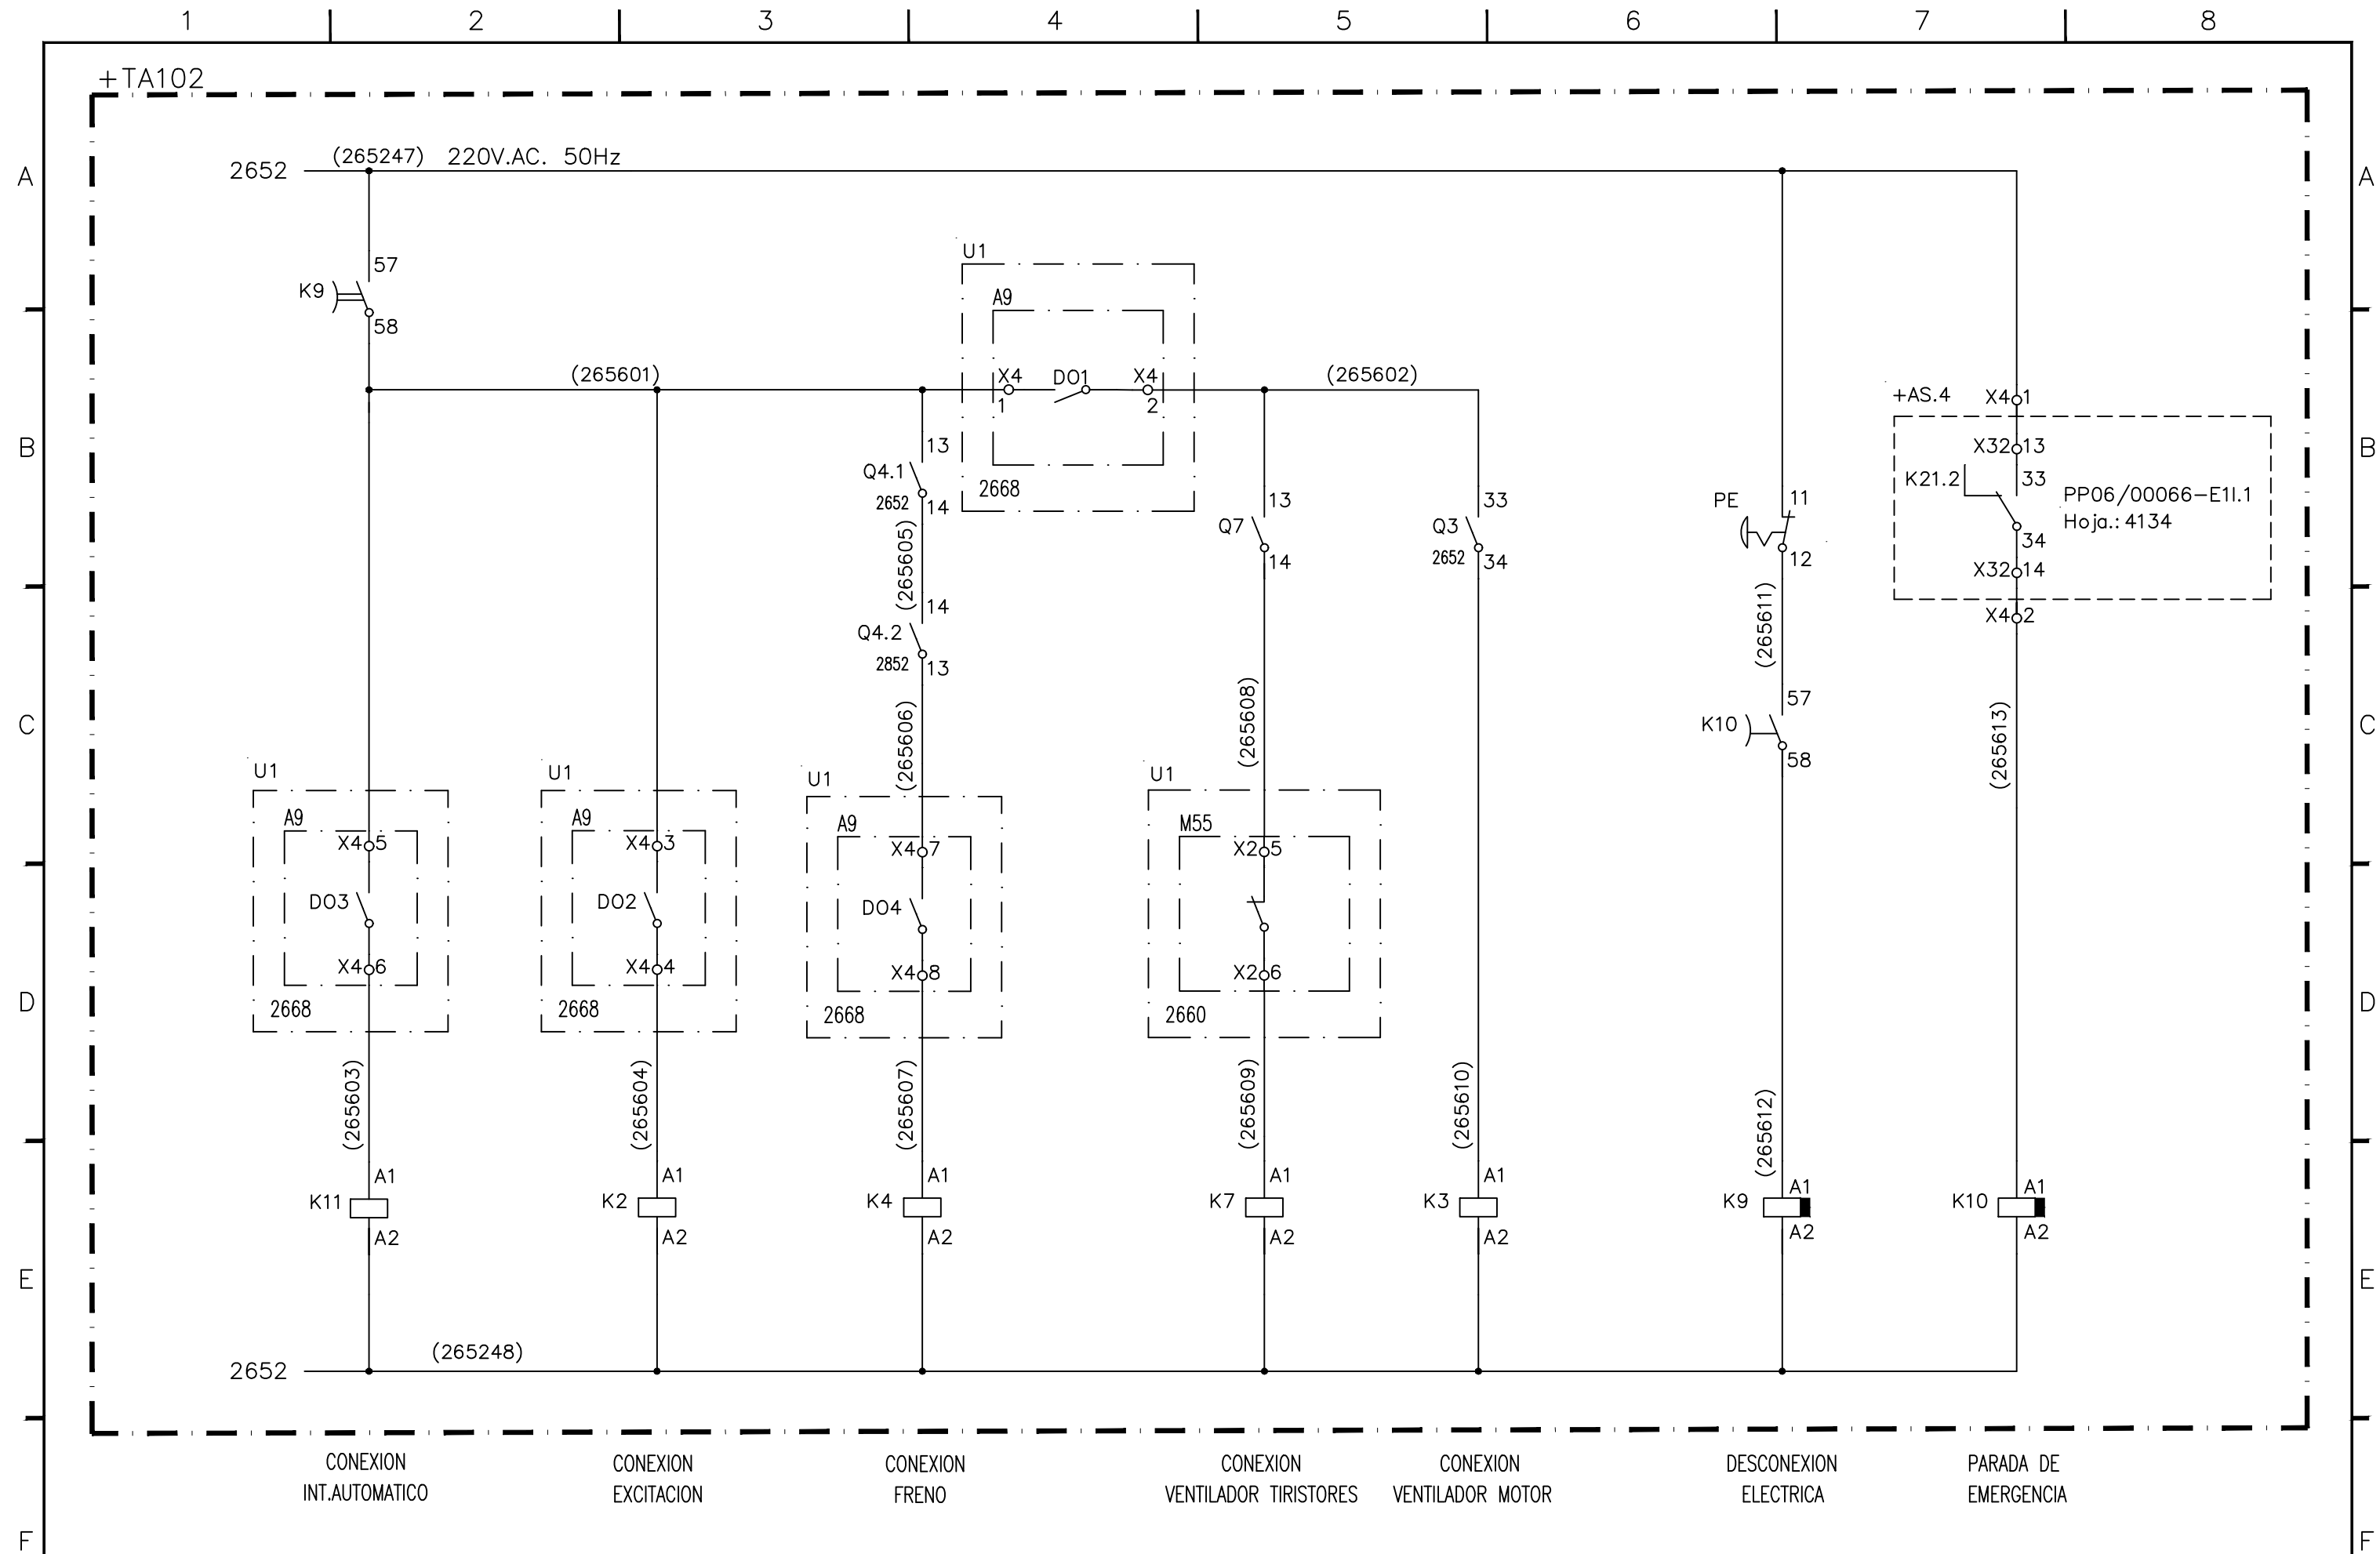 1 2 3 4 5 6 7 8
+TA102
A A
2652 (265247) 220V.AC. 50Hz
U1
57
K9
58
A9
(265601) X4 DO1 X4 (265602)
1 2
+AS.4 X4 1
B B
13
Q4.1
2652 14
2668
X32 13
K21.2 33
PP06/00066-E1I.1
Hoja.: 4134
34
X32 14
X4 2
13
Q7
14
33
Q3
2652 34
PE 11
12
(265605)
14
Q4.2
2852 13
(265611)
57
K10
58
C C
(265606)
(265608)
(265613)
U1 U1 U1 U1
A9 A9 A9 M55
X4 5 X4 3 X4 7 X2 5
DO3 DO2 DO4
X4 6 X4 4 X4 8 X2 6
D D
2668 2668 2668 2660
(265603) (265604) (265607) (265609) (265610) (265612)
A1 A1 A1 A1 A1 A1 A1
K11 K2 K4 K7 K3 K9 K10
A2 A2 A2 A2 A2 A2 A2
E E
2652 (265248)
CONEXION CONEXION CONEXION CONEXION CONEXION DESCONEXION PARADA DE
INT.AUTOMATICO EXCITACION FRENO VENTILADOR TIRISTORES VENTILADOR MOTOR ELECTRICA EMERGENCIA
F F